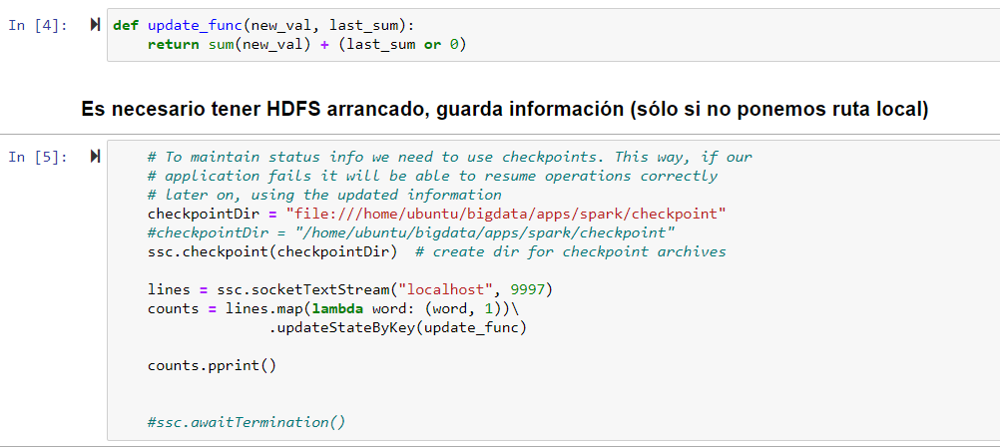 In [4]: def update_func(new_val, last_sum):
return sum(new_val) + (last_sum or 0)
Es necesario tener HDFS arrancado, guarda información (sólo si no ponemos ruta local)
In [5]: # To maintain status info we need to use checkpoints. This way, if our
# application fails it will be able to resume operations correctly
# later on, using the updated information
checkpointDir = "file:///home/ubuntu/bigdata/apps/spark/checkpoint"
#checkpointDir = "/home/ubuntu/bigdata/apps/spark/checkpoint"
ssc.checkpoint(checkpointDir)  # create dir for checkpoint archives
lines = ssc.socketTextStream("localhost", 9997)
counts = lines.map(lambda word: (word, 1))\
.updateStateByKey(update_func)
counts.pprint()
#ssc.awaitTermination()